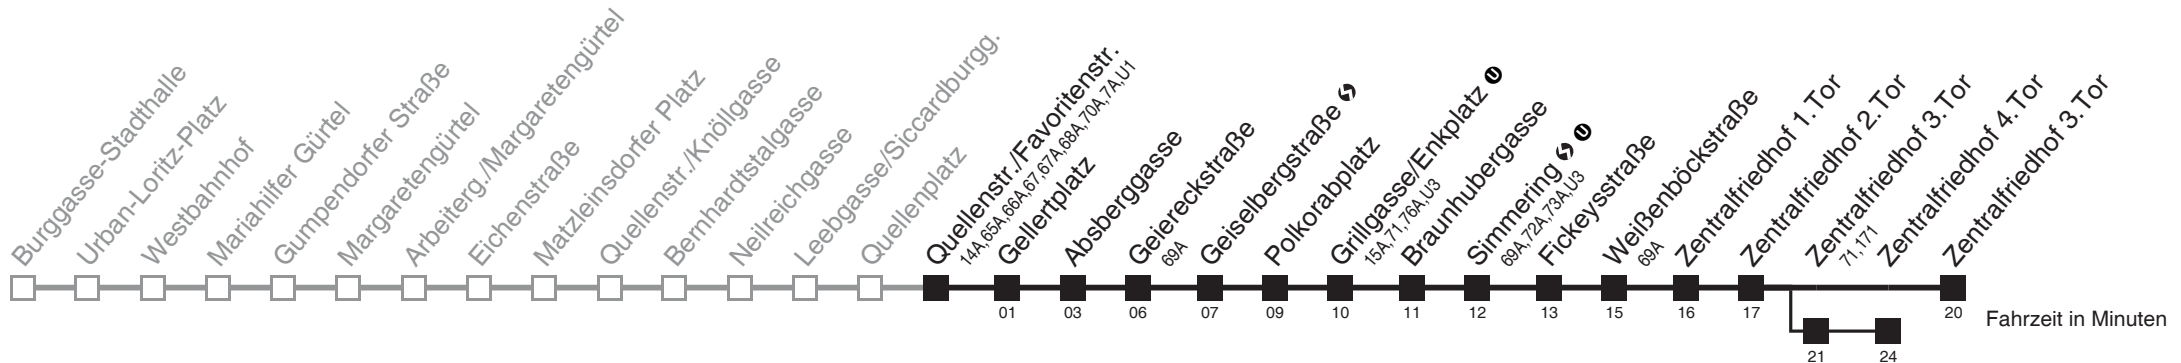 Burggasse-Stadthalle
Urban-Loritz-Platz
Westbahnhof
Mariahilfer Gürtel
Gumpendorfer Straße
Margaretengürtel
Arbeiterg./Margaretengürtel
Eichenstraße
Matzleinsdorfer Platz
Quellenstr./Knöllgasse
Bernhardtstalgasse
Neilreichgasse
Leebgasse/Siccardburgg.
Quellenplatz
Quellenstr./Favoritenstr.
14A,65A,66A,67,67A,68A,70A,7A,U1
Gellertplatz
Absberggasse
Geiereckstraße
69A
Geiselbergstraße
Polkorabplatz
Grillgasse/Enkplatz U
15A,71,76A,U3
Braunhubergasse
Simmering U
69A,72A,73A,U3
Fickeysstraße
Weißenböckstraße
69A
Zentralfriedhof 1.Tor
Zentralfriedhof 2.Tor
Zentralfriedhof 3.Tor
71,171
Zentralfriedhof 4.Tor
Zentralfriedhof 3.Tor
01 03 06 07 09 10 11 12 13 15 16 17 20
Fahrzeit in Minuten
21 24